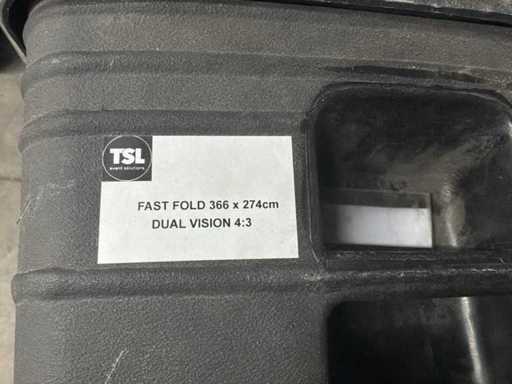 TSL
event solutions
FAST FOLD 366 x 274cm
DUAL VISION 4:3